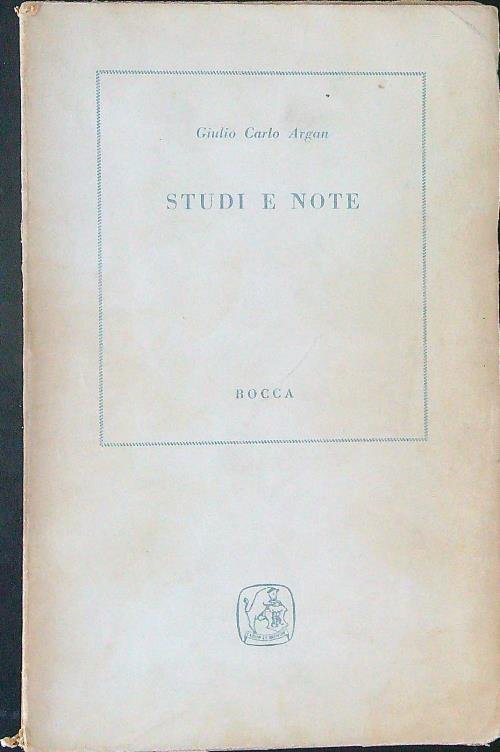 Giulio Carlo Argan
STUDI E NOTE
BOCCA